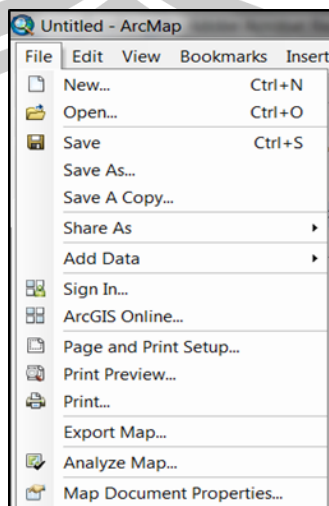 Untitled - ArcMap
File Edit View Bookmarks Insert
New... Ctrl+N
Open... Ctrl+O
Save Ctrl+S
Save As...
Save A Copy...
Share As
Add Data
Sign In...
ArcGIS Online...
Page and Print Setup...
Print Preview...
Print...
Export Map...
Analyze Map...
Map Document Properties...